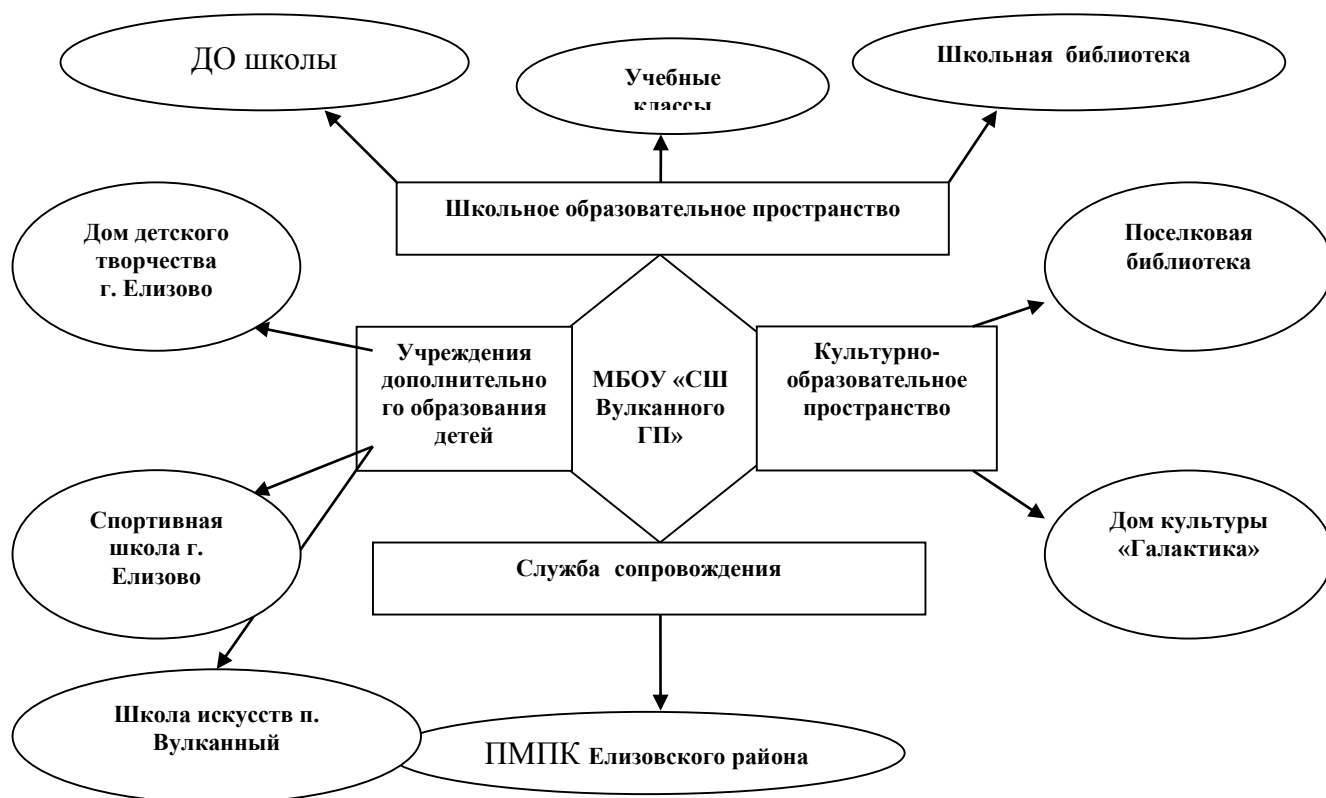 ДО школы
Учебные
классы
Школьная библиотека
Школьное образовательное пространство
Дом детского
творчества
г. Елизово
Поселковая
библиотека
Учреждения
дополнительно
го образования
детей
МБОУ «СШ
Вулканного
ГП»
Культурно-
образовательное
пространство
Спортивная
школа г.
Елизово
Дом культуры
«Галактика»
Служба сопровождения
Школа искусств п.
Вулканный
ПМПК Елизовского района